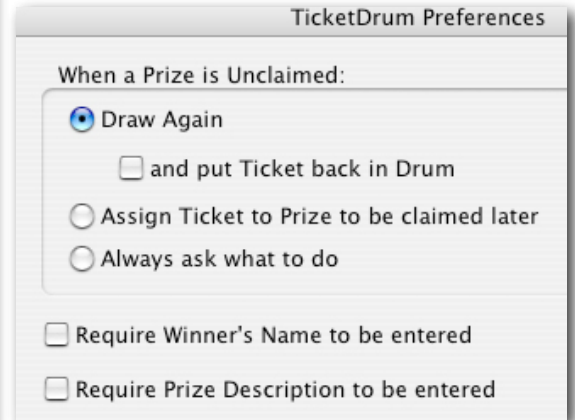 TicketDrum Preferences
When a Prize is Unclaimed:
Draw Again
and put Ticket back in Drum
Assign Ticket to Prize to be claimed later
Always ask what to do
Require Winner's Name to be entered
Require Prize Description to be entered